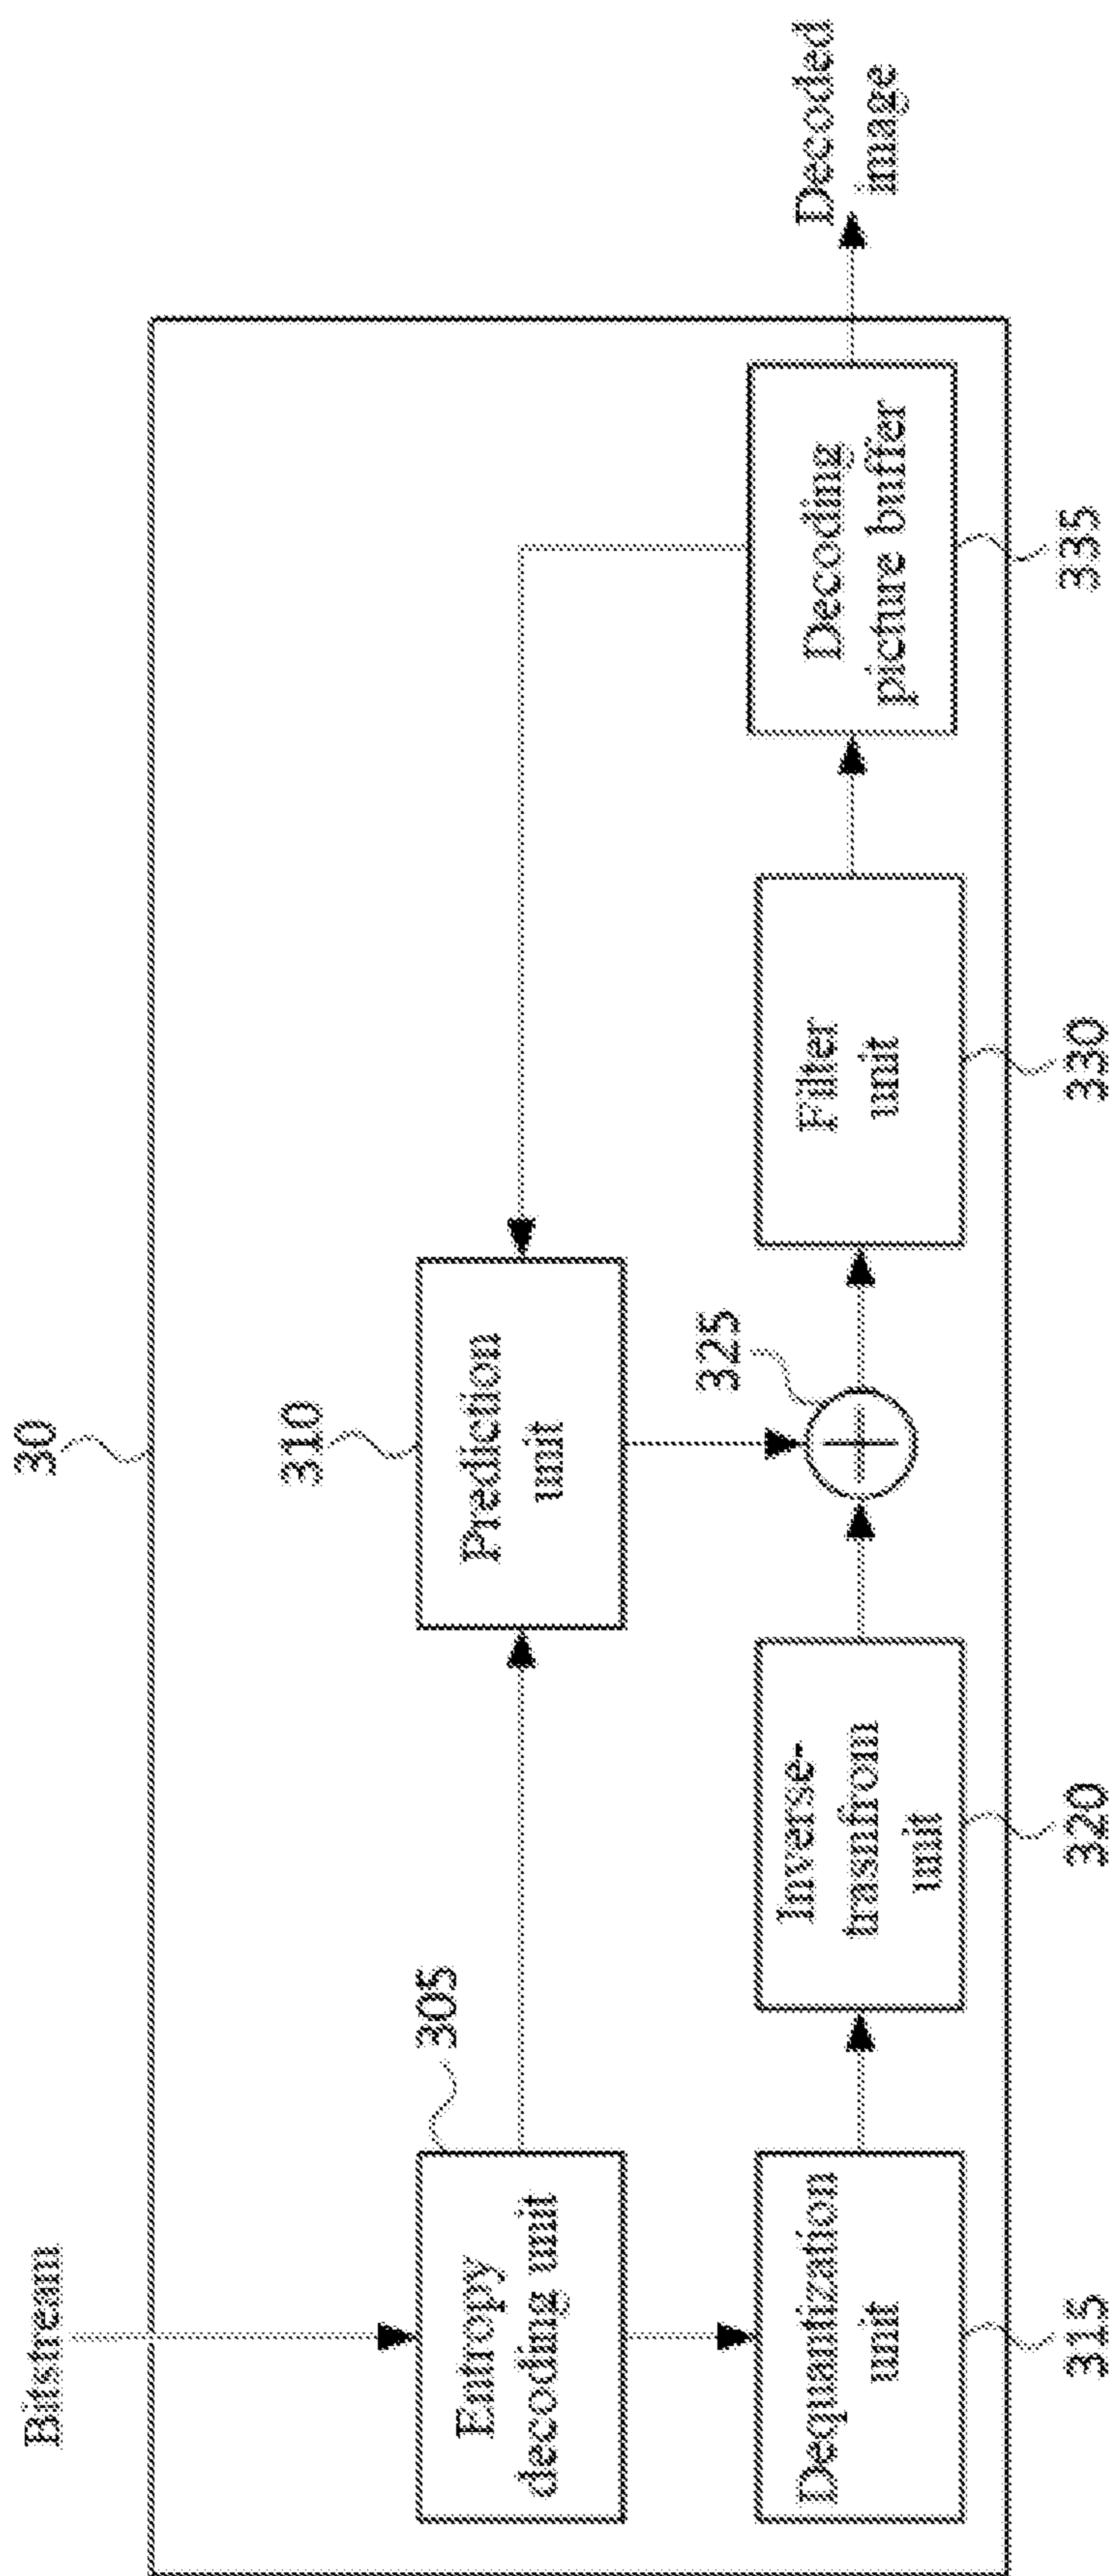 30
Bitstream
305
310
Entropy
decoding unit
Prediction
unit
325
Dequantization
unit
Inverse-
trasnfrom
unit
Filter
unit
Decoding
picture buffer
Decoded
image
315
320
330
335